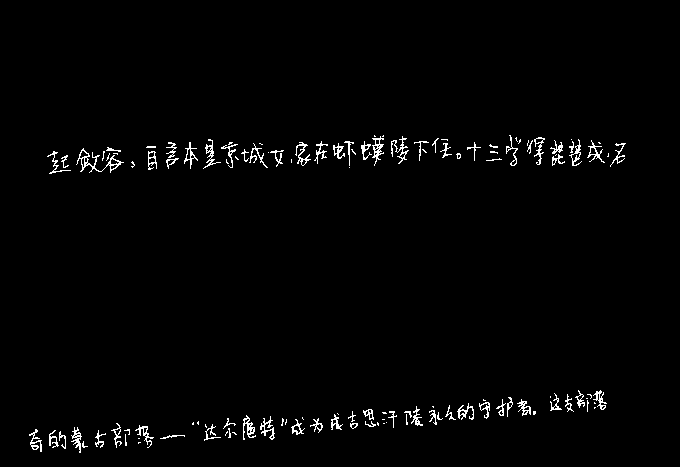 起敛容。自言本是京城女,家在虾蟆陵下住。十三学得琵琶成,名
奇的蒙古部落——“达尔扈特”成为成吉思汗陵永久的守护者。这支部落